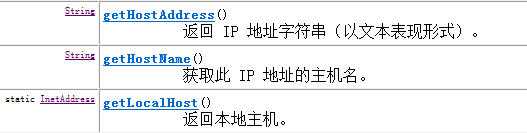 String getHostAddress()
返回 IP 地址字符串（以文本表现形式）。
String getHostName()
获取此 IP 地址的主机名。
static InetAddress getLocalHost()
返回本地主机。